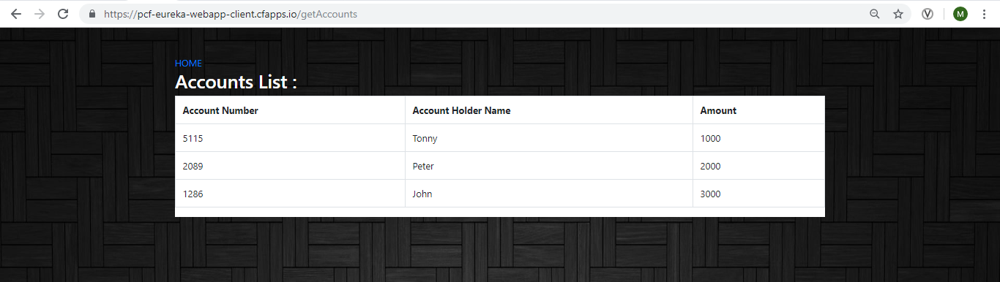 https://pcf-eureka-webapp-client.cfapps.io/getAccounts
M
HOME
Accounts List :
Account Number Account Holder Name Amount
5115 Tonny 1000
2089 Peter 2000
1286 John 3000